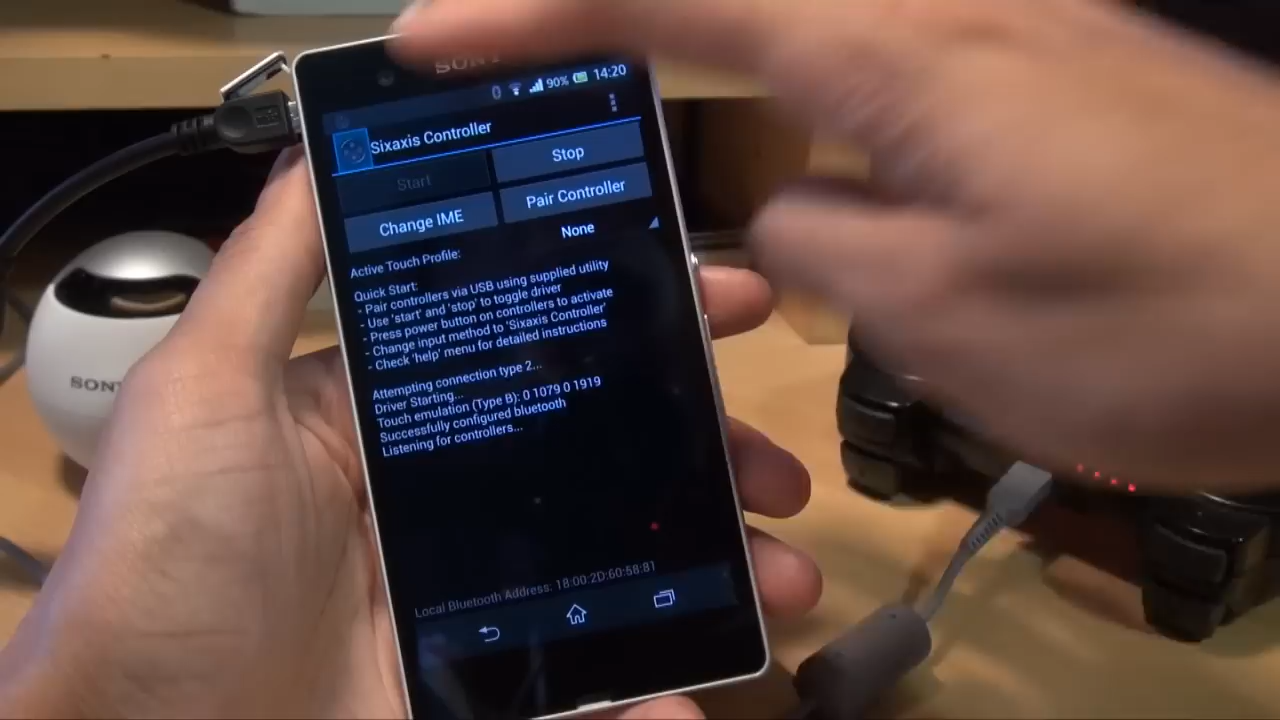 SONY
90% 14:20
Sixaxis Controller
Start
Stop
Change IME
Pair Controller
Active Touch Profile:
None
Quick Start:
- Pair controllers via USB using supplied utility
- Use 'start' and 'stop' to toggle driver
- Press power button on controllers to activate
- Change input method to 'Sixaxis Controller'
- Check 'help' menu for detailed instructions
Attempting connection type 2...
Driver Starting...
Touch emulation (Type B): 0 1079 0 1919
Successfully configured bluetooth
Listening for controllers...
Local Bluetooth Address: 18:00:2D:60:58:81
SONY